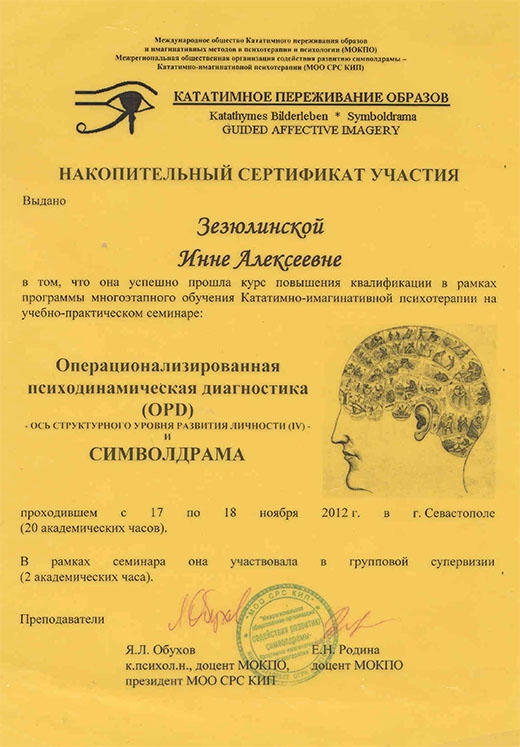 Международное общество Кататимного переживания образов
и имагинативных методов в психотерапии и психологии (МОКПО)
Межрегиональная общественная организация содействия развитию символдрамы –
Кататимно-имагинативной психотерапии (МОО СРС КИП)
КАТАТИМНОЕ ПЕРЕЖИВАНИЕ ОБРАЗОВ
Katathymes Bilderleben * Symboldrama
GUIDED AFFECTIVE IMAGERY
НАКОПИТЕЛЬНЫЙ СЕРТИФИКАТ УЧАСТИЯ
Выдано
Зезюлинской
Инне Алексеевне
в том, что она успешно прошла курс повышения квалификации в рамках
программы многоэтапного обучения Кататимно-имагинативной психотерапии на
учебно-практическом семинаре:
Операционализированная
психодинамическая диагностика
(OPD)
- ОСЬ СТРУКТУРНОГО УРОВНЯ РАЗВИТИЯ ЛИЧНОСТИ (IV) -
И
СИМВОЛДРАМА
проходившем с 17 по 18 ноября 2012 г. в г. Севастополе
(20 академических часов).
В рамках семинара она участвовала в групповой супервизии
(2 академических часа).
Преподаватели
"МОО СРС КИП"
содействия развитию
символдрамы-
Я.Л. Обухов Е.Н. Родина
к.психол.н., доцент МОКПО, доцент МОКПО
президент МОО СРС КИП